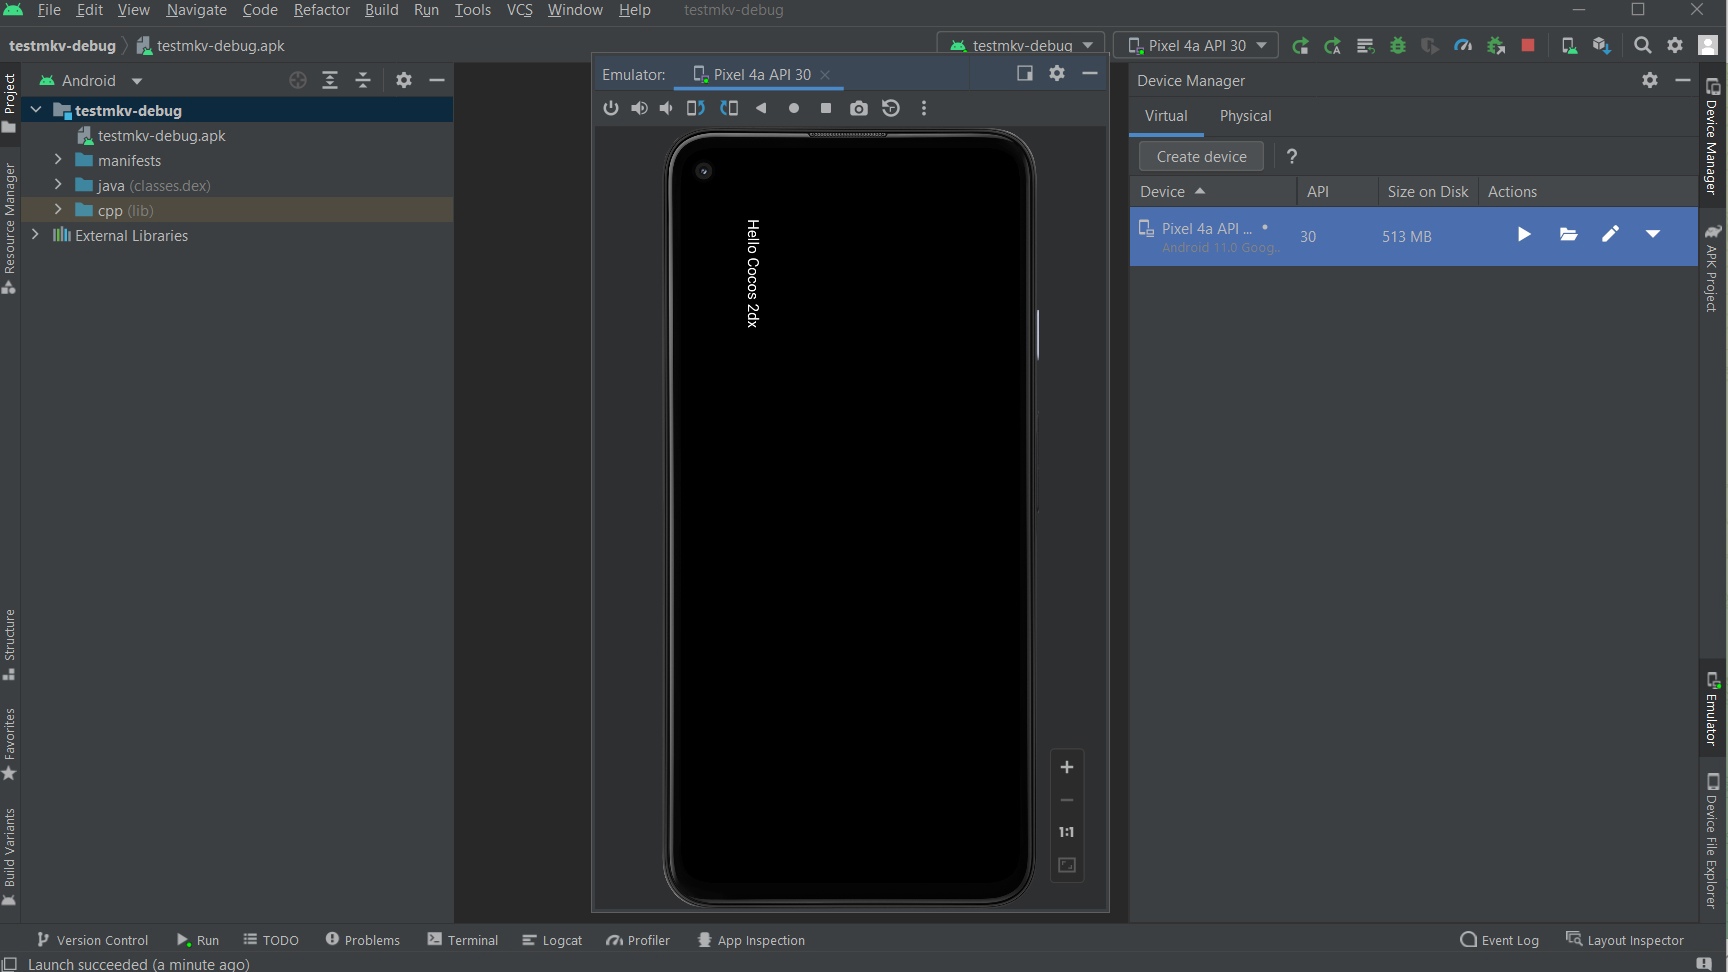 File Edit View Navigate Code Refactor Build Run Tools VCS Window Help testmkv-debug
testmkv-debug testmkv-debug.apk testmkv-debug Pixel 4a API 30
Project
Android
testmkv-debug
testmkv-debug.apk
manifests
java (classes.dex)
cpp (lib)
External Libraries
Resource Manager
Structure
Favorites
Build Variants
Emulator: Pixel 4a API 30
Hello Cocos 2dx
1:1
Device Manager
Virtual Physical
Create device ?
Device API Size on Disk Actions
Pixel 4a API ... 30 513 MB
Android 11.0 Goog..
Device Manager
APK Project
Emulator
Device File Explorer
Version Control Run TODO Problems Terminal Logcat Profiler App Inspection Event Log Layout Inspector
Launch succeeded (a minute ago)